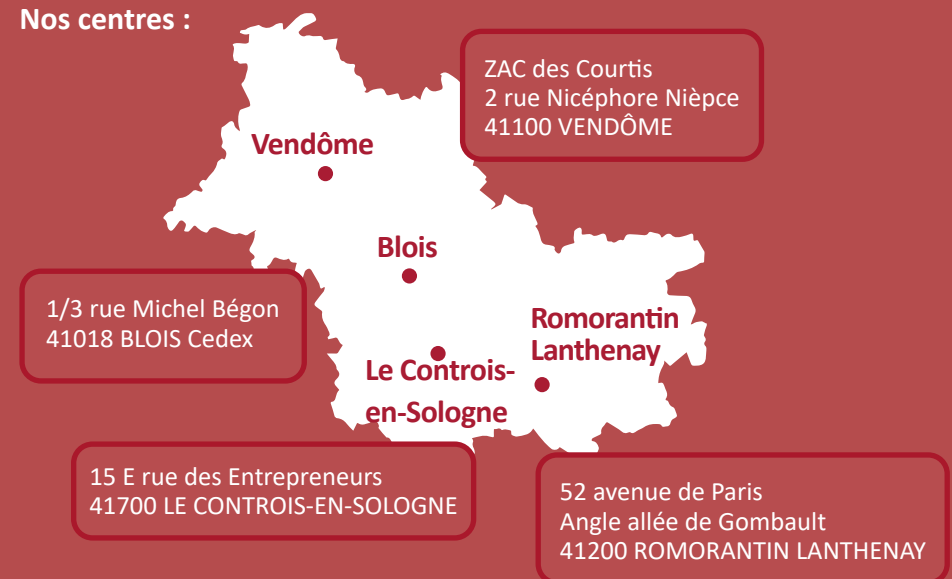 Nos centres :
ZAC des Courtis
2 rue Nicéphore Nièpce
41100 VENDÔME
Vendôme
Blois
1/3 rue Michel Bégon
41018 BLOIS Cedex
Romorantin
Lanthenay
Le Controis-
en-Sologne
15 E rue des Entrepreneurs
41700 LE CONTROIS-EN-SOLOGNE
52 avenue de Paris
Angle allée de Gombault
41200 ROMORANTIN LANTHENAY